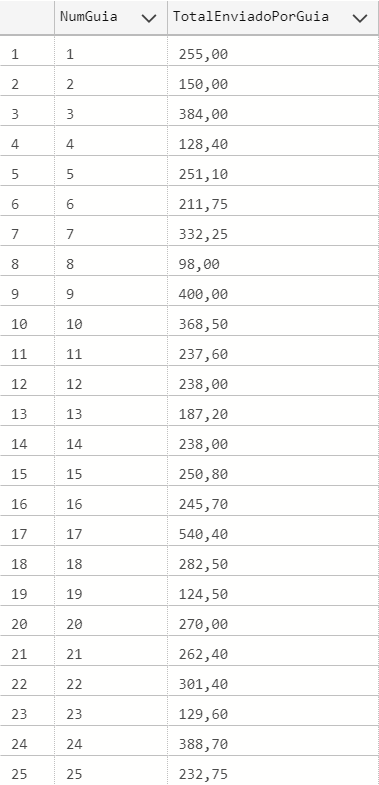 NumGuia TotalEnviadoPorGuia
1 1 255,00
2 2 150,00
3 3 384,00
4 4 128,40
5 5 251,10
6 6 211,75
7 7 332,25
8 8 98,00
9 9 400,00
10 10 368,50
11 11 237,60
12 12 238,00
13 13 187,20
14 14 238,00
15 15 250,80
16 16 245,70
17 17 540,40
18 18 282,50
19 19 124,50
20 20 270,00
21 21 262,40
22 22 301,40
23 23 129,60
24 24 388,70
25 25 232,75